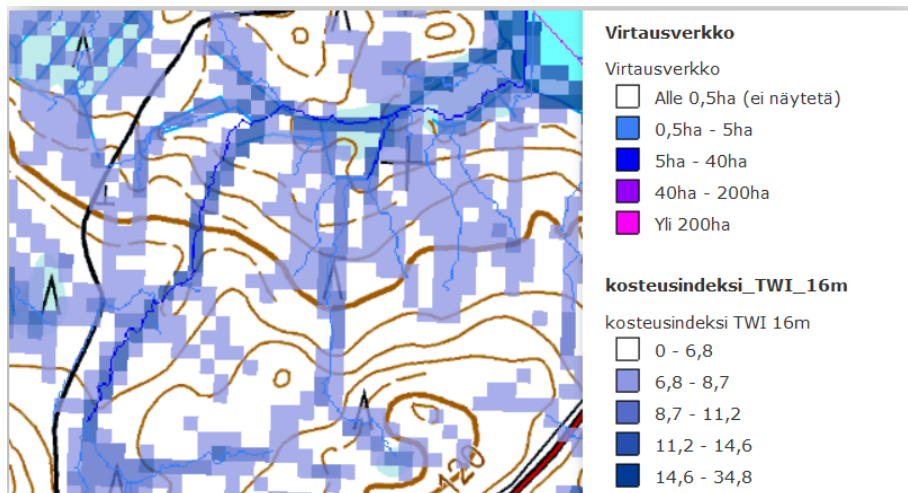 Virtausverkko
Virtausverkko
Alle 0,5ha (ei näytetä)
0,5ha - 5ha
5ha - 40ha
40ha - 200ha
Yli 200ha
kosteusindeksi_TWI_16m
kosteusindeksi TWI 16m
0 - 6,8
6,8 - 8,7
8,7 - 11,2
11,2 - 14,6
14,6 - 34,8
120